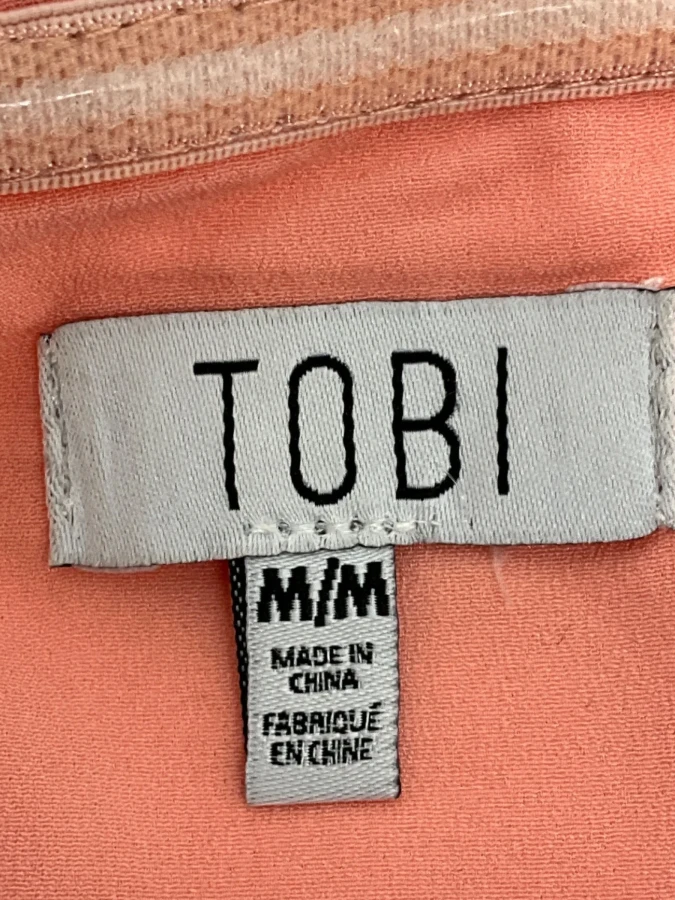 TOBI
M/M
MADE IN
CHINA
FABRIQUÉ
EN CHINE